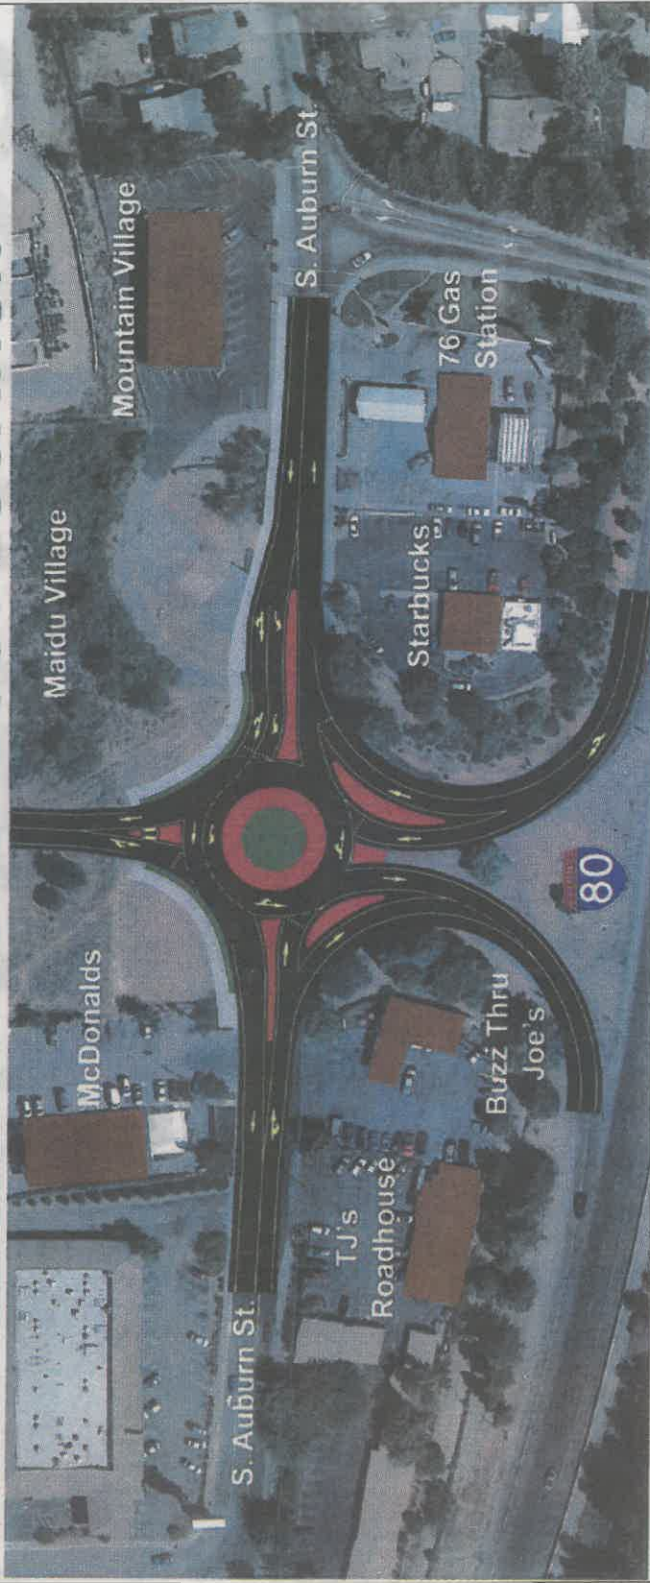 S. Auburn St.
Mountain Village
76 Gas
Station
Maidu Village
Starbucks
80
McDonalds
Buzz Thru
Joe's
TJ's
Roadhouse
S. Auburn St.